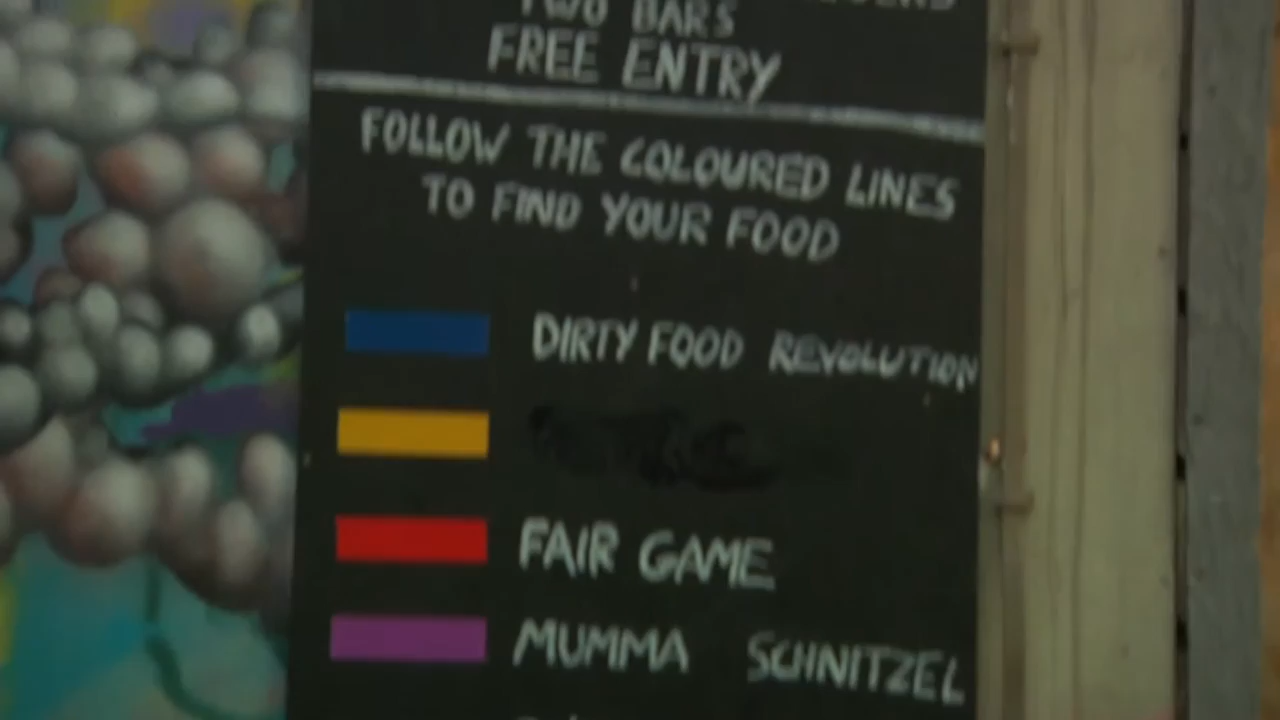 TWO BARS
FREE ENTRY
FOLLOW THE COLOURED LINES
TO FIND YOUR FOOD
DIRTY FOOD REVOLUTION
FAIR GAME
MUMMA SCHNITZEL